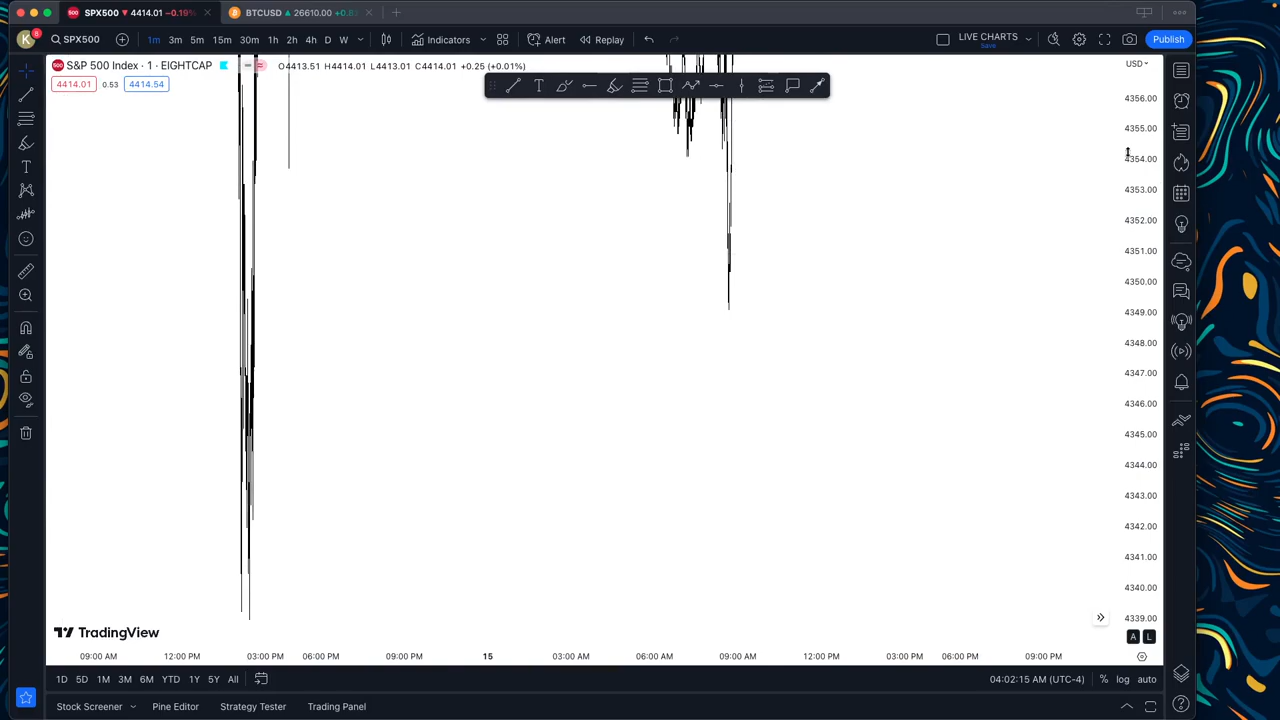 SPX500 ▼ 4414.01 −0.19%
BTCUSD ▲ 26610.00 +0.8
K 6 SPX500 1m 3m 5m 15m 30m 1h 2h 4h D W Indicators Alert Replay LIVE CHARTS Save Publish
500 S&P 500 Index · 1 · EIGHTCAP O4413.51 H4414.01 L4413.01 C4414.01 +0.25 (+0.01%)
4414.01 0.53 4414.54
USD
4356.00
4355.00
4354.00
4353.00
4352.00
4351.00
4350.00
4349.00
4348.00
4347.00
4346.00
4345.00
4344.00
4343.00
4342.00
4341.00
4340.00
4339.00
TradingView
A L
09:00 AM 12:00 PM 03:00 PM 06:00 PM 09:00 PM 15 03:00 AM 06:00 AM 09:00 AM 12:00 PM 03:00 PM 06:00 PM 09:00 PM
1D 5D 1M 3M 6M YTD 1Y 5Y All 04:02:15 AM (UTC-4) % log auto
Stock Screener Pine Editor Strategy Tester Trading Panel